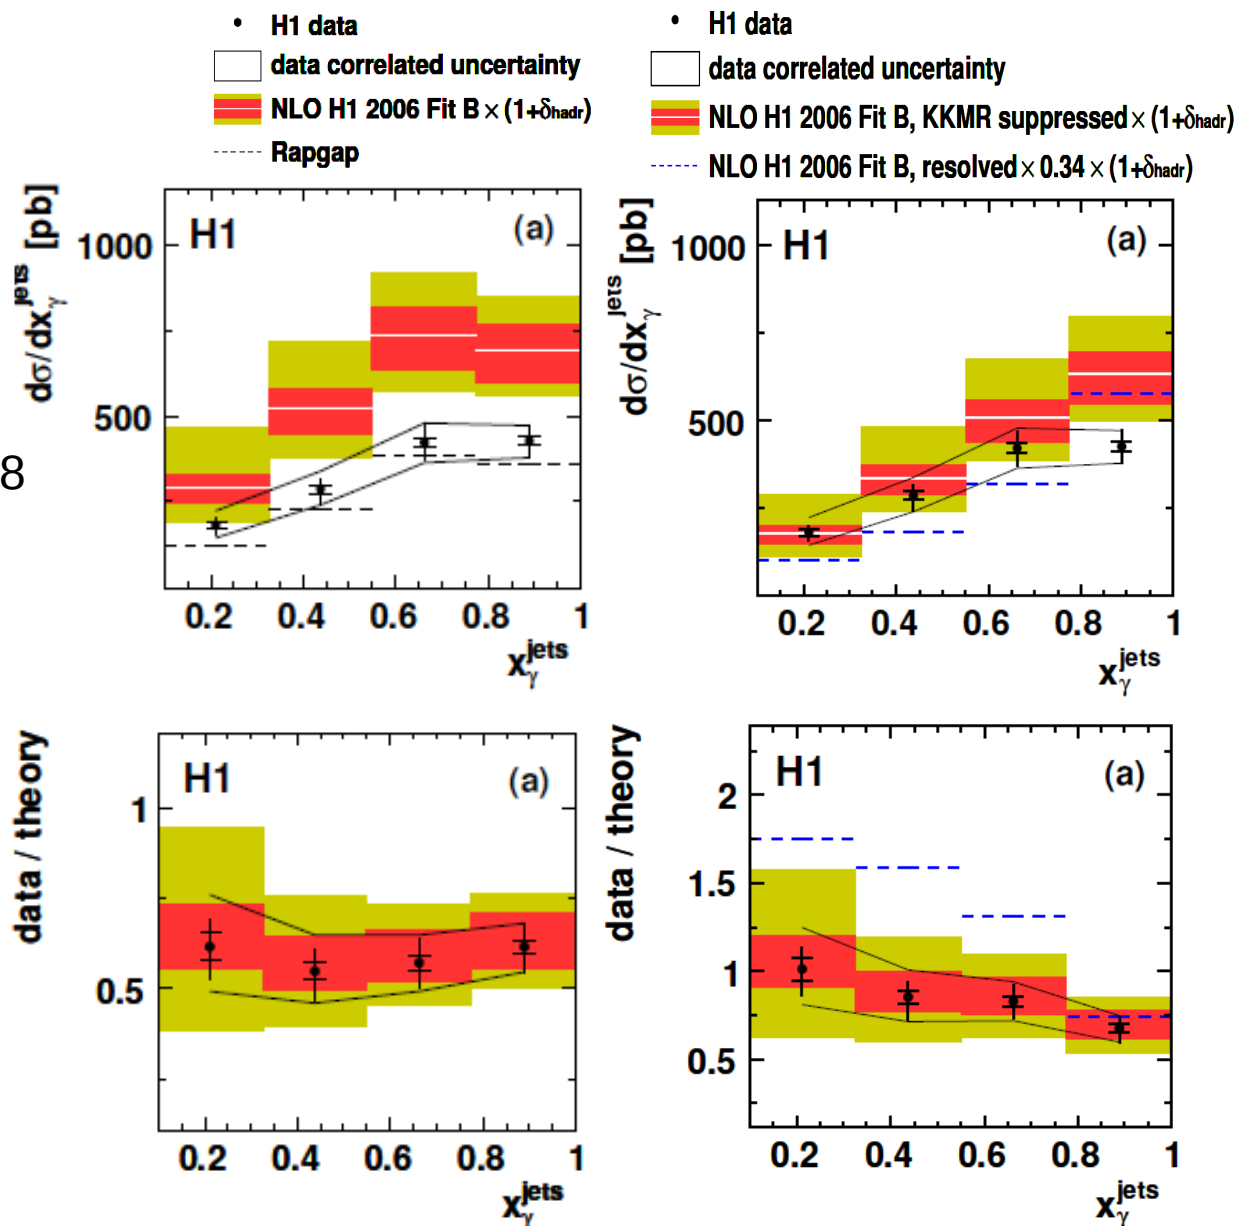 H1 data
data correlated uncertainty
NLO H1 2006 Fit B × (1+δhadr)
Rapgap
H1 data
data correlated uncertainty
NLO H1 2006 Fit B, KKMR suppressed × (1+δhadr)
NLO H1 2006 Fit B, resolved × 0.34 × (1+δhadr)
8
H1
(a)
dσ/dxγjets [pb]
1000
500
0.2 0.4 0.6 0.8 1
xγjets
H1
(a)
dσ/dxγjets [pb]
1000
500
0.2 0.4 0.6 0.8 1
xγjets
H1
(a)
data / theory
1
0.5
0.2 0.4 0.6 0.8 1
xγjets
H1
(a)
data / theory
2
1.5
1
0.5
0.2 0.4 0.6 0.8 1
xγjets